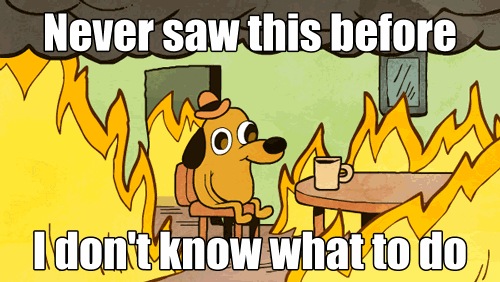 Never saw this before
I don't know what to do